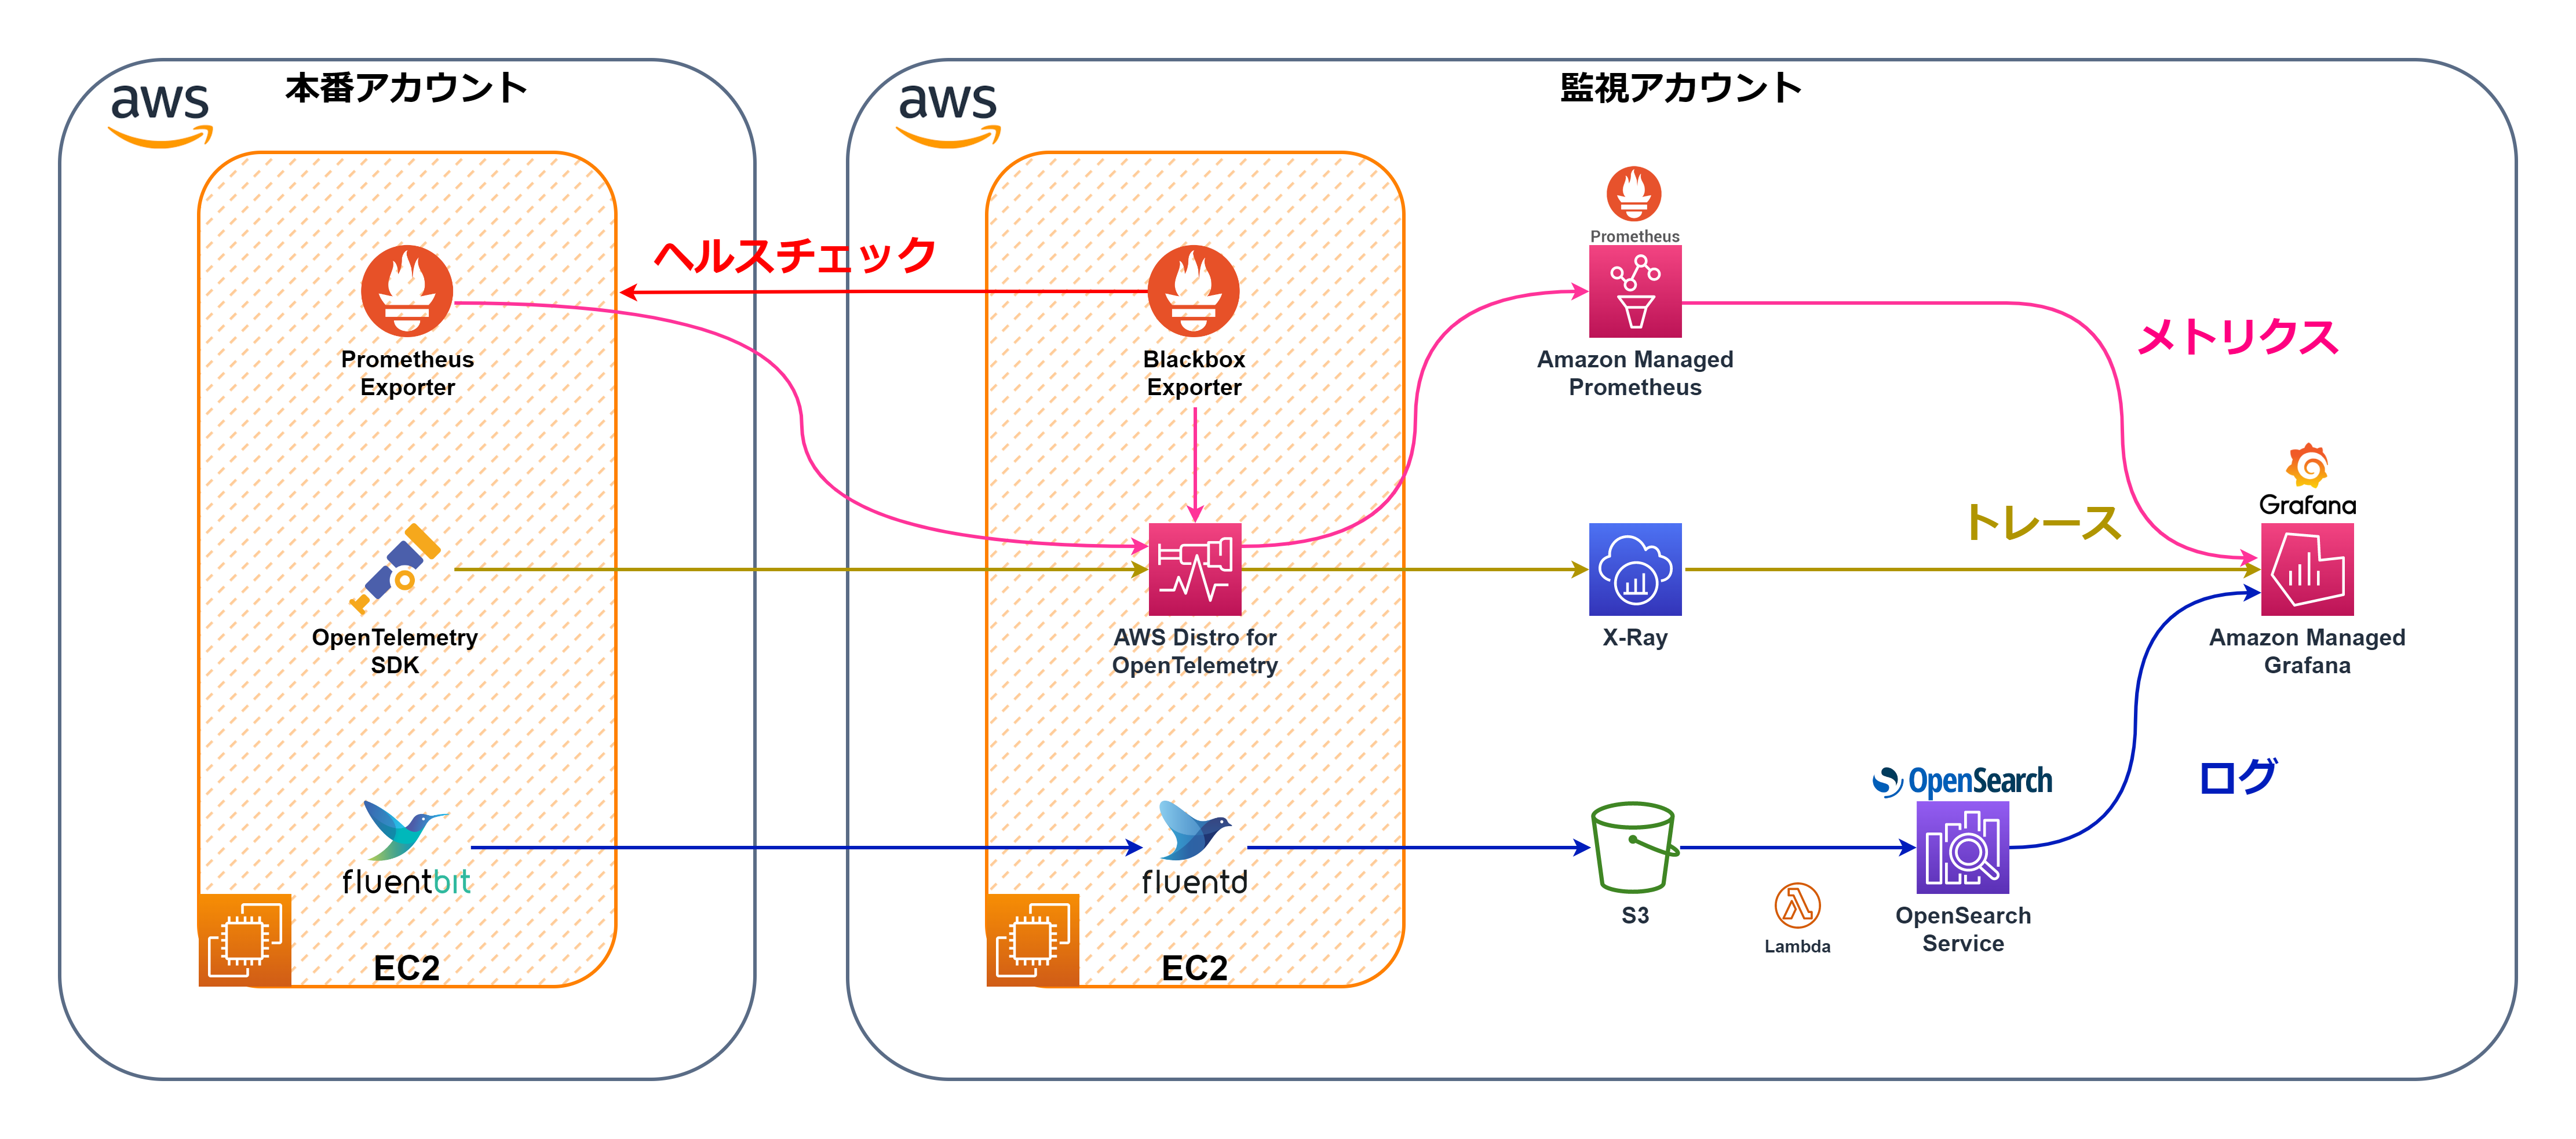 aws
本番アカウント
aws
監視アカウント
Prometheus
ヘルスチェック
メトリクス
Prometheus
Exporter
Blackbox
Exporter
Amazon Managed
Prometheus
Grafana
トレース
OpenTelemetry
SDK
AWS Distro for
OpenTelemetry
X-Ray
Amazon Managed
Grafana
ログ
OpenSearch
fluentbit
fluentd
S3
Lambda
OpenSearch
Service
EC2
EC2